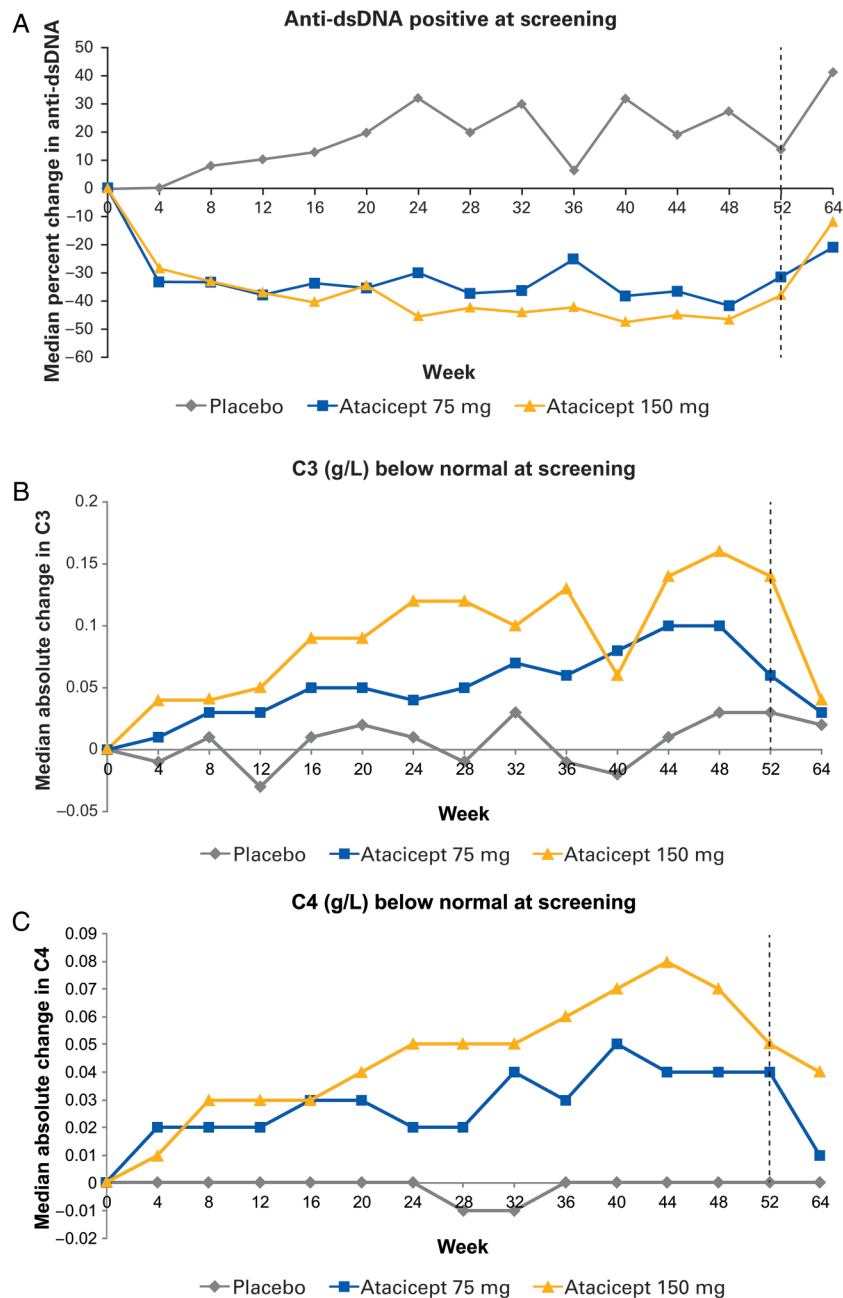 A
Anti-dsDNA positive at screening
Median percent change in anti-dsDNA
50
40
30
20
10
0
−10
−20
−30
−40
−50
−60
0 4 8 12 16 20 24 28 32 36 40 44 48 52 64
Week
Placebo Atacicept 75 mg Atacicept 150 mg
B
C3 (g/L) below normal at screening
Median absolute change in C3
0.2
0.15
0.1
0.05
0
−0.05
0 4 8 12 16 20 24 28 32 36 40 44 48 52 64
Week
Placebo Atacicept 75 mg Atacicept 150 mg
C
C4 (g/L) below normal at screening
Median absolute change in C4
0.09
0.08
0.07
0.06
0.05
0.04
0.03
0.02
0.01
0
−0.01
−0.02
0 4 8 12 16 20 24 28 32 36 40 44 48 52 64
Week
Placebo Atacicept 75 mg Atacicept 150 mg